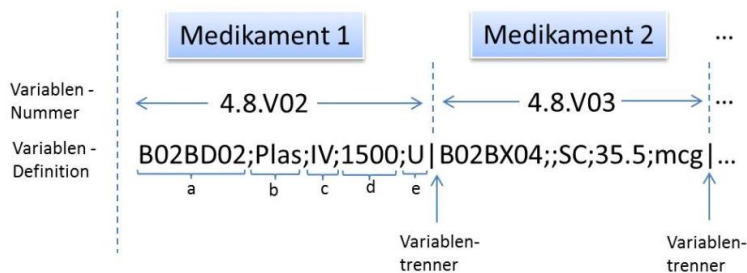 Medikament 1 Medikament 2 ...
Variablen - Nummer 4.8.V02 4.8.V03 ...
Variablen - Definition B02BD02;Plas;IV;1500;U|B02BX04;;SC;35.5;mcg|...
a b c d e
Variablen- Variablen-
trenner trenner